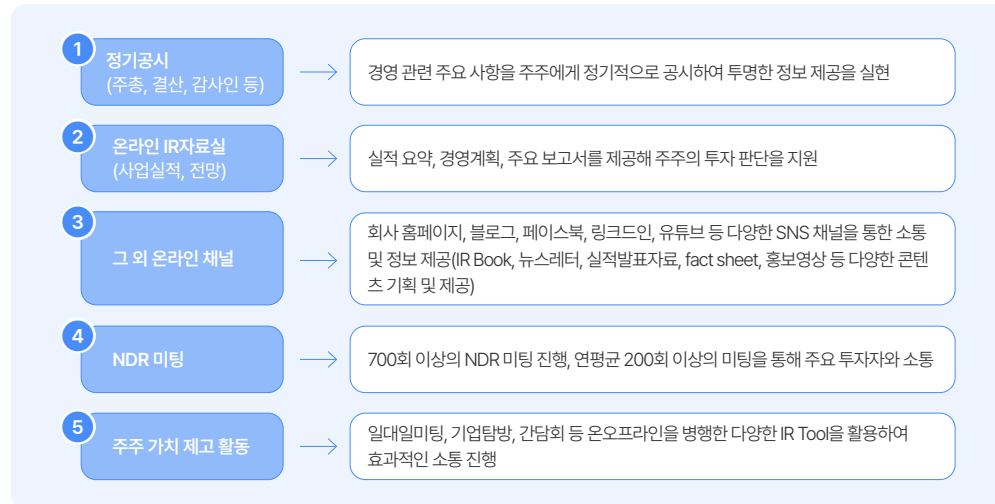 1
정기공시
(주총, 결산, 감사인 등)
경영 관련 주요 사항을 주주에게 정기적으로 공시하여 투명한 정보 제공을 실현
2
온라인 IR자료실
(사업실적, 전망)
실적 요약, 경영계획, 주요 보고서를 제공해 주주의 투자 판단을 지원
3
그 외 온라인 채널
회사 홈페이지, 블로그, 페이스북, 링크드인, 유튜브 등 다양한 SNS 채널을 통한 소통
및 정보 제공(IR Book, 뉴스레터, 실적발표자료, fact sheet, 홍보영상 등 다양한 콘텐
츠 기획 및 제공)
4
NDR 미팅
700회 이상의 NDR 미팅 진행, 연평균 200회 이상의 미팅을 통해 주요 투자자와 소통
5
주주 가치 제고 활동
일대일미팅, 기업탐방, 간담회 등 온오프라인을 병행한 다양한 IR Tool을 활용하여
효과적인 소통 진행